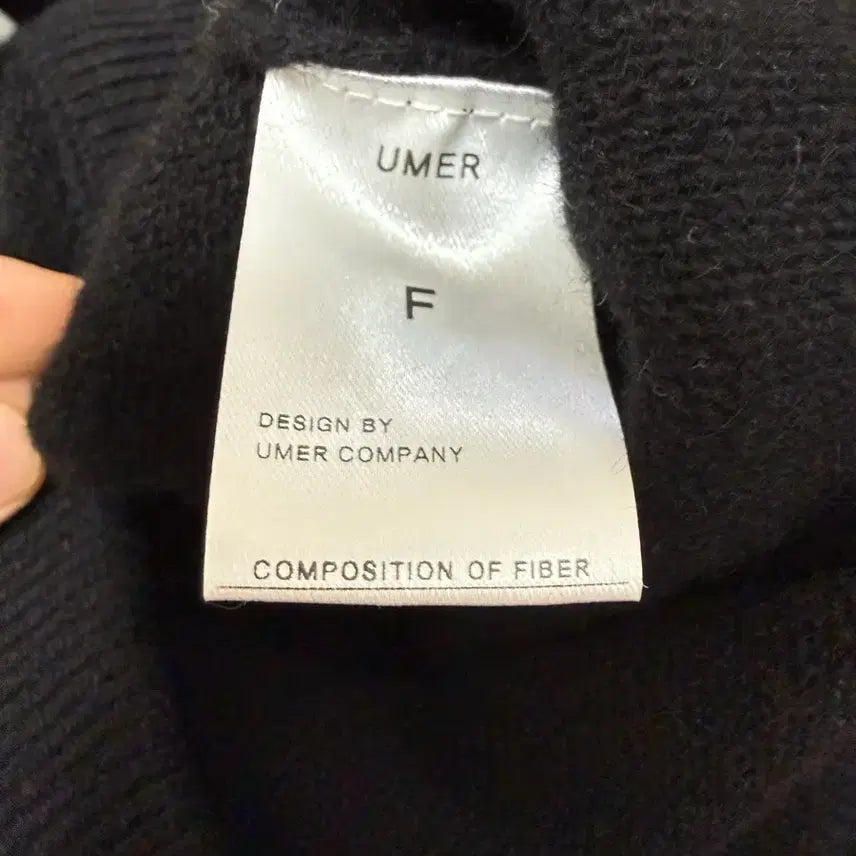 UMER
F
DESIGN BY
UMER COMPANY
COMPOSITION OF FIBER